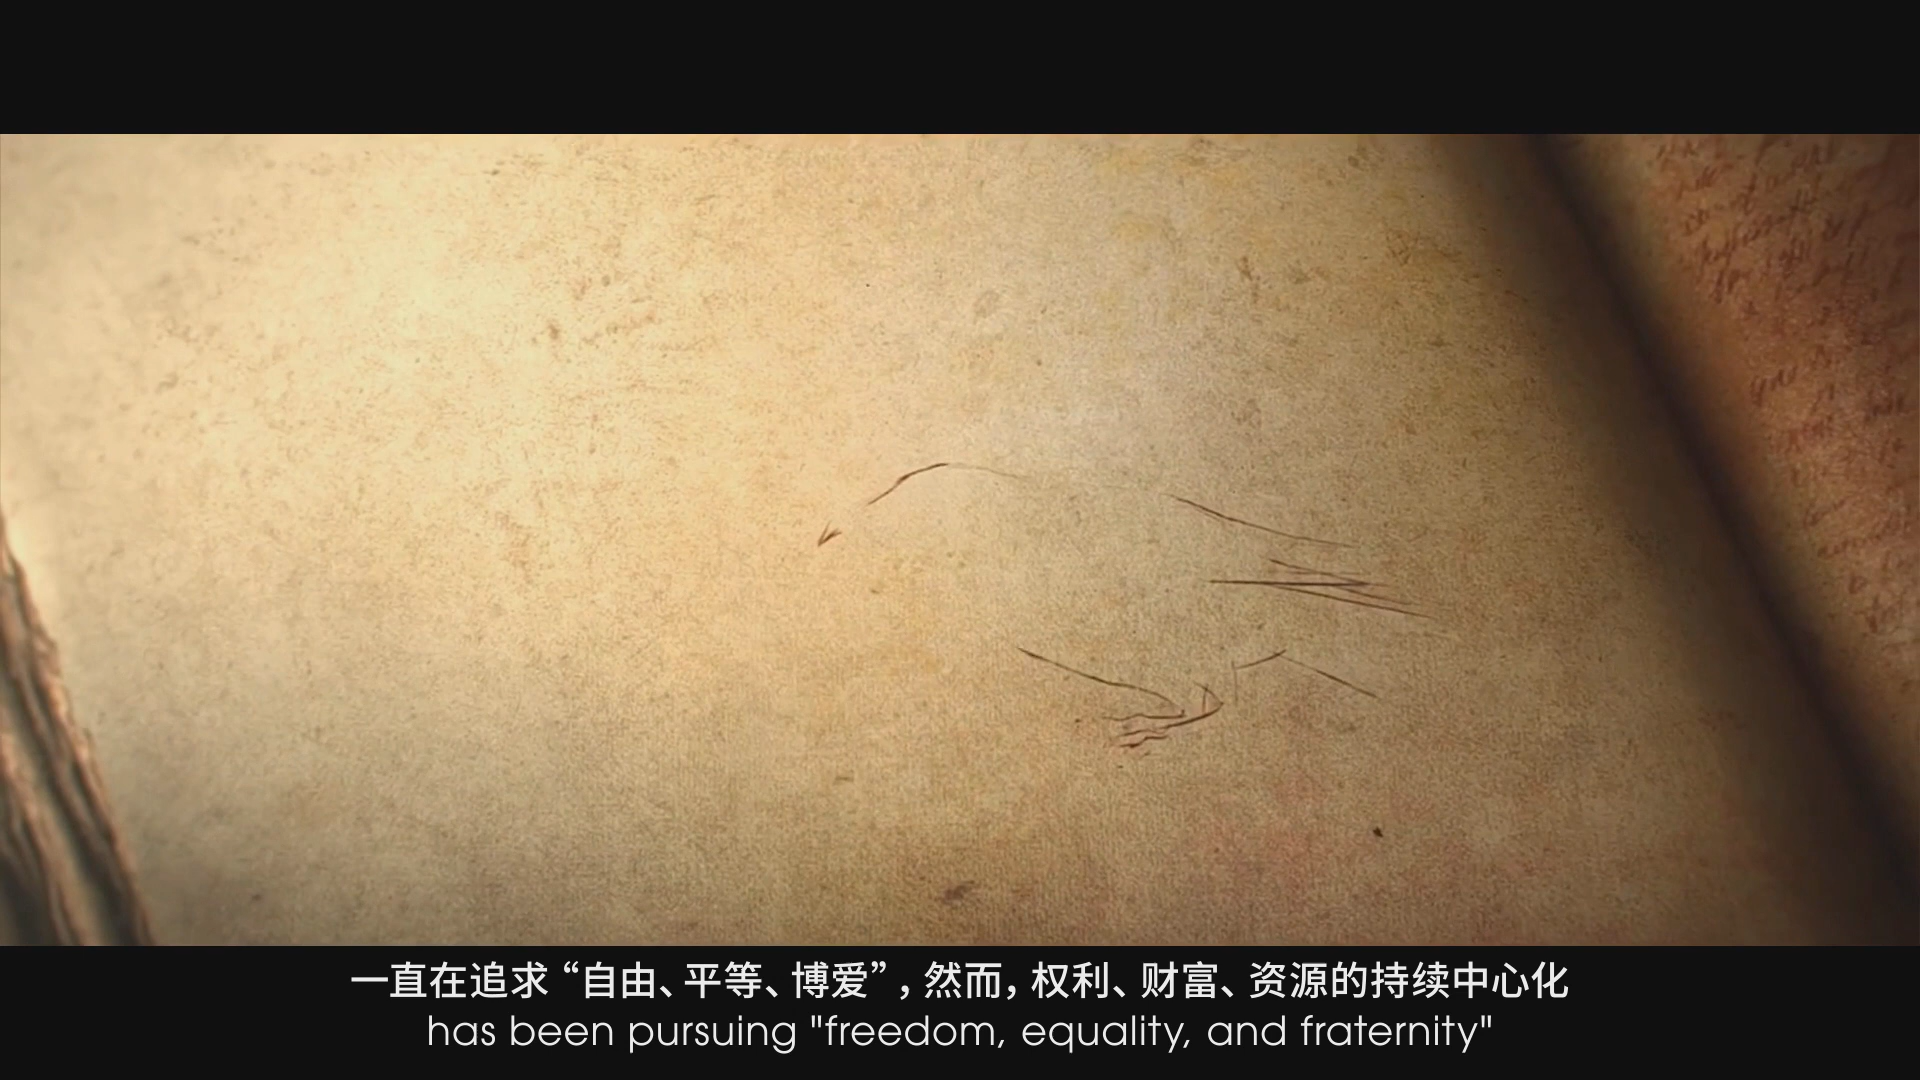 一直在追求“自由、平等、博爱”，然而，权利、财富、资源的持续中心化
has been pursuing "freedom, equality, and fraternity"